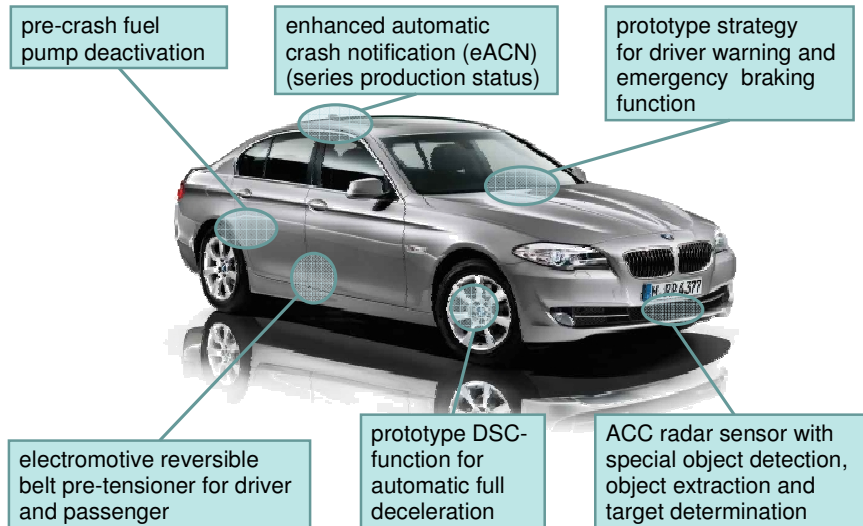 pre-crash fuel
pump deactivation
enhanced automatic
crash notification (eACN)
(series production status)
prototype strategy
for driver warning and
emergency braking
function
electromotive reversible
belt pre-tensioner for driver
and passenger
prototype DSC-
function for
automatic full
deceleration
ACC radar sensor with
special object detection,
object extraction and
target determination